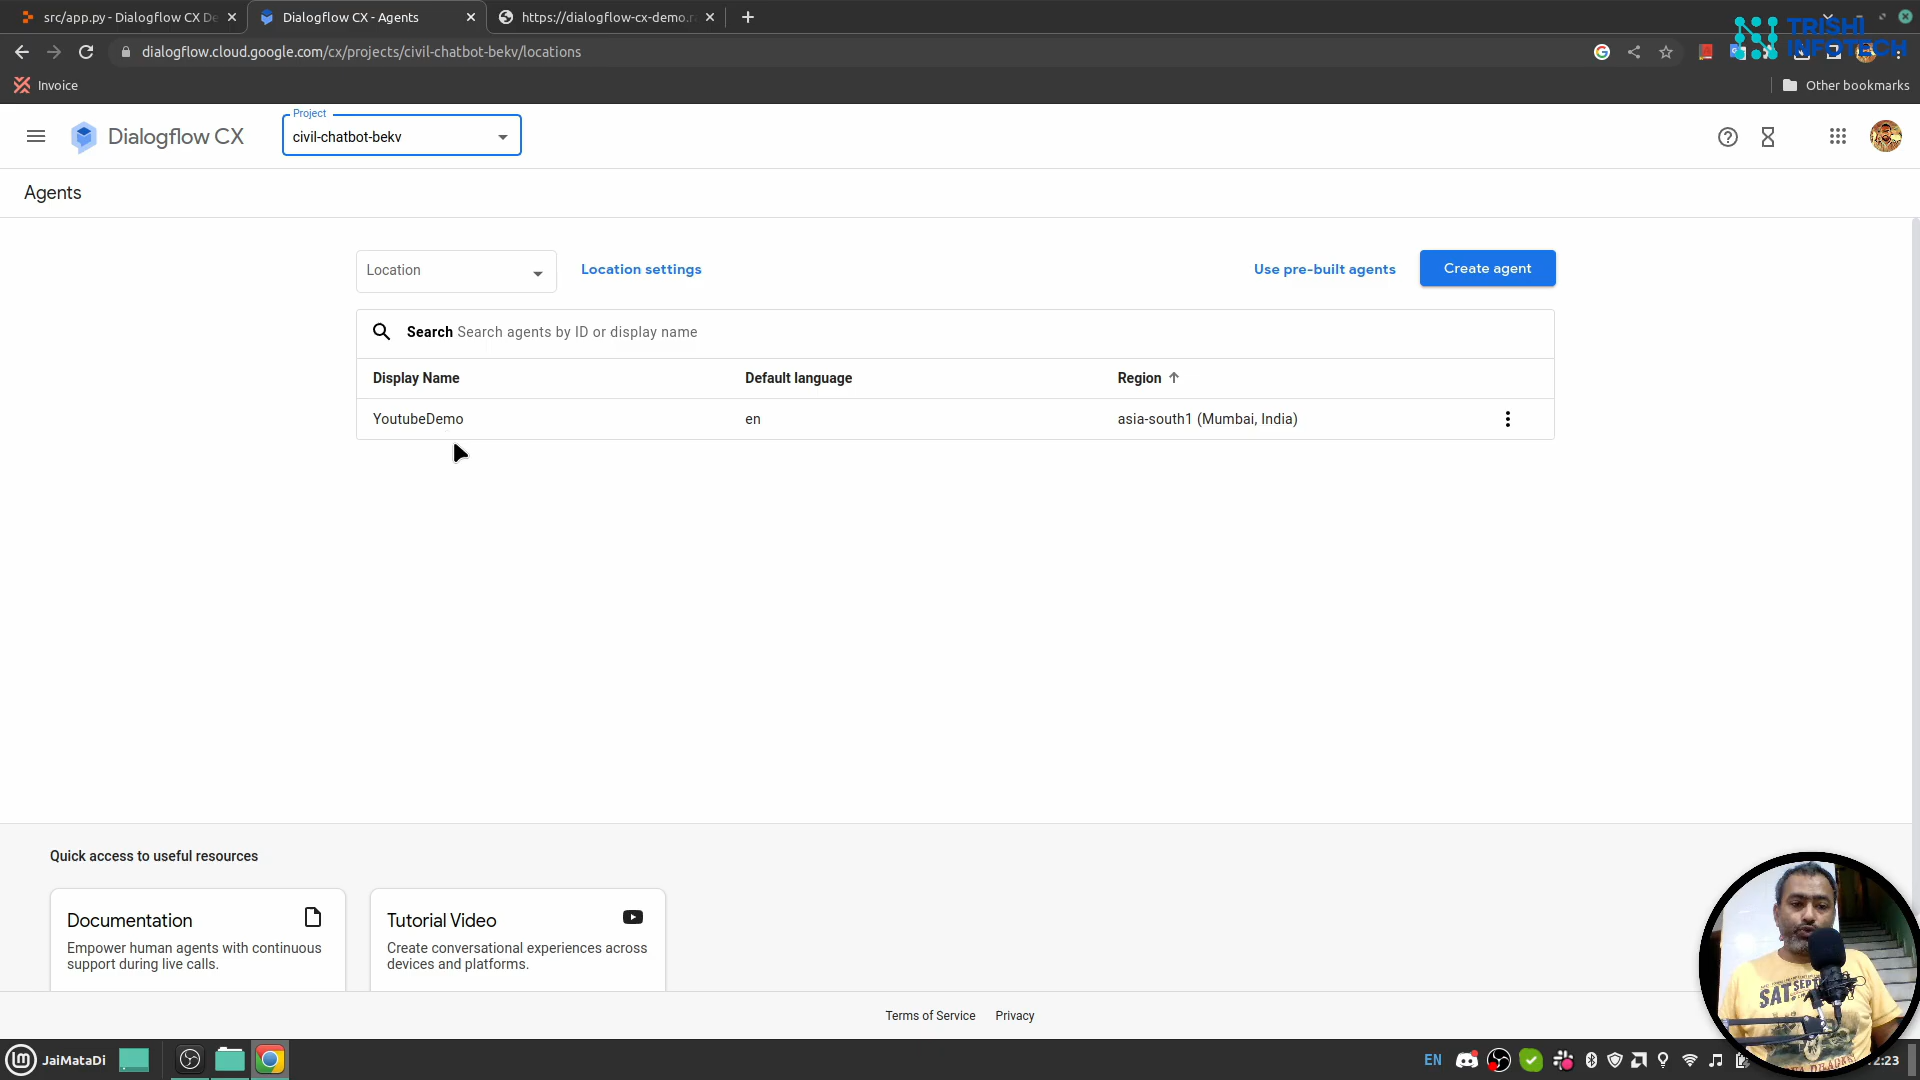 src/app.py - Dialogflow CX De
Dialogflow CX - Agents
https://dialogflow-cx-demo.r
dialogflow.cloud.google.com/cx/projects/civil-chatbot-bekv/locations
TRISHI
INFOTECH
Invoice
Other bookmarks
Dialogflow CX
Project
civil-chatbot-bekv
Agents
Location
Location settings
Use pre-built agents
Create agent
Search Search agents by ID or display name
Display Name
Default language
Region
YoutubeDemo
en
asia-south1 (Mumbai, India)
Quick access to useful resources
Documentation
Empower human agents with continuous
support during live calls.
Tutorial Video
Create conversational experiences across
devices and platforms.
Terms of Service
Privacy
JaiMataDi
EN
2:23